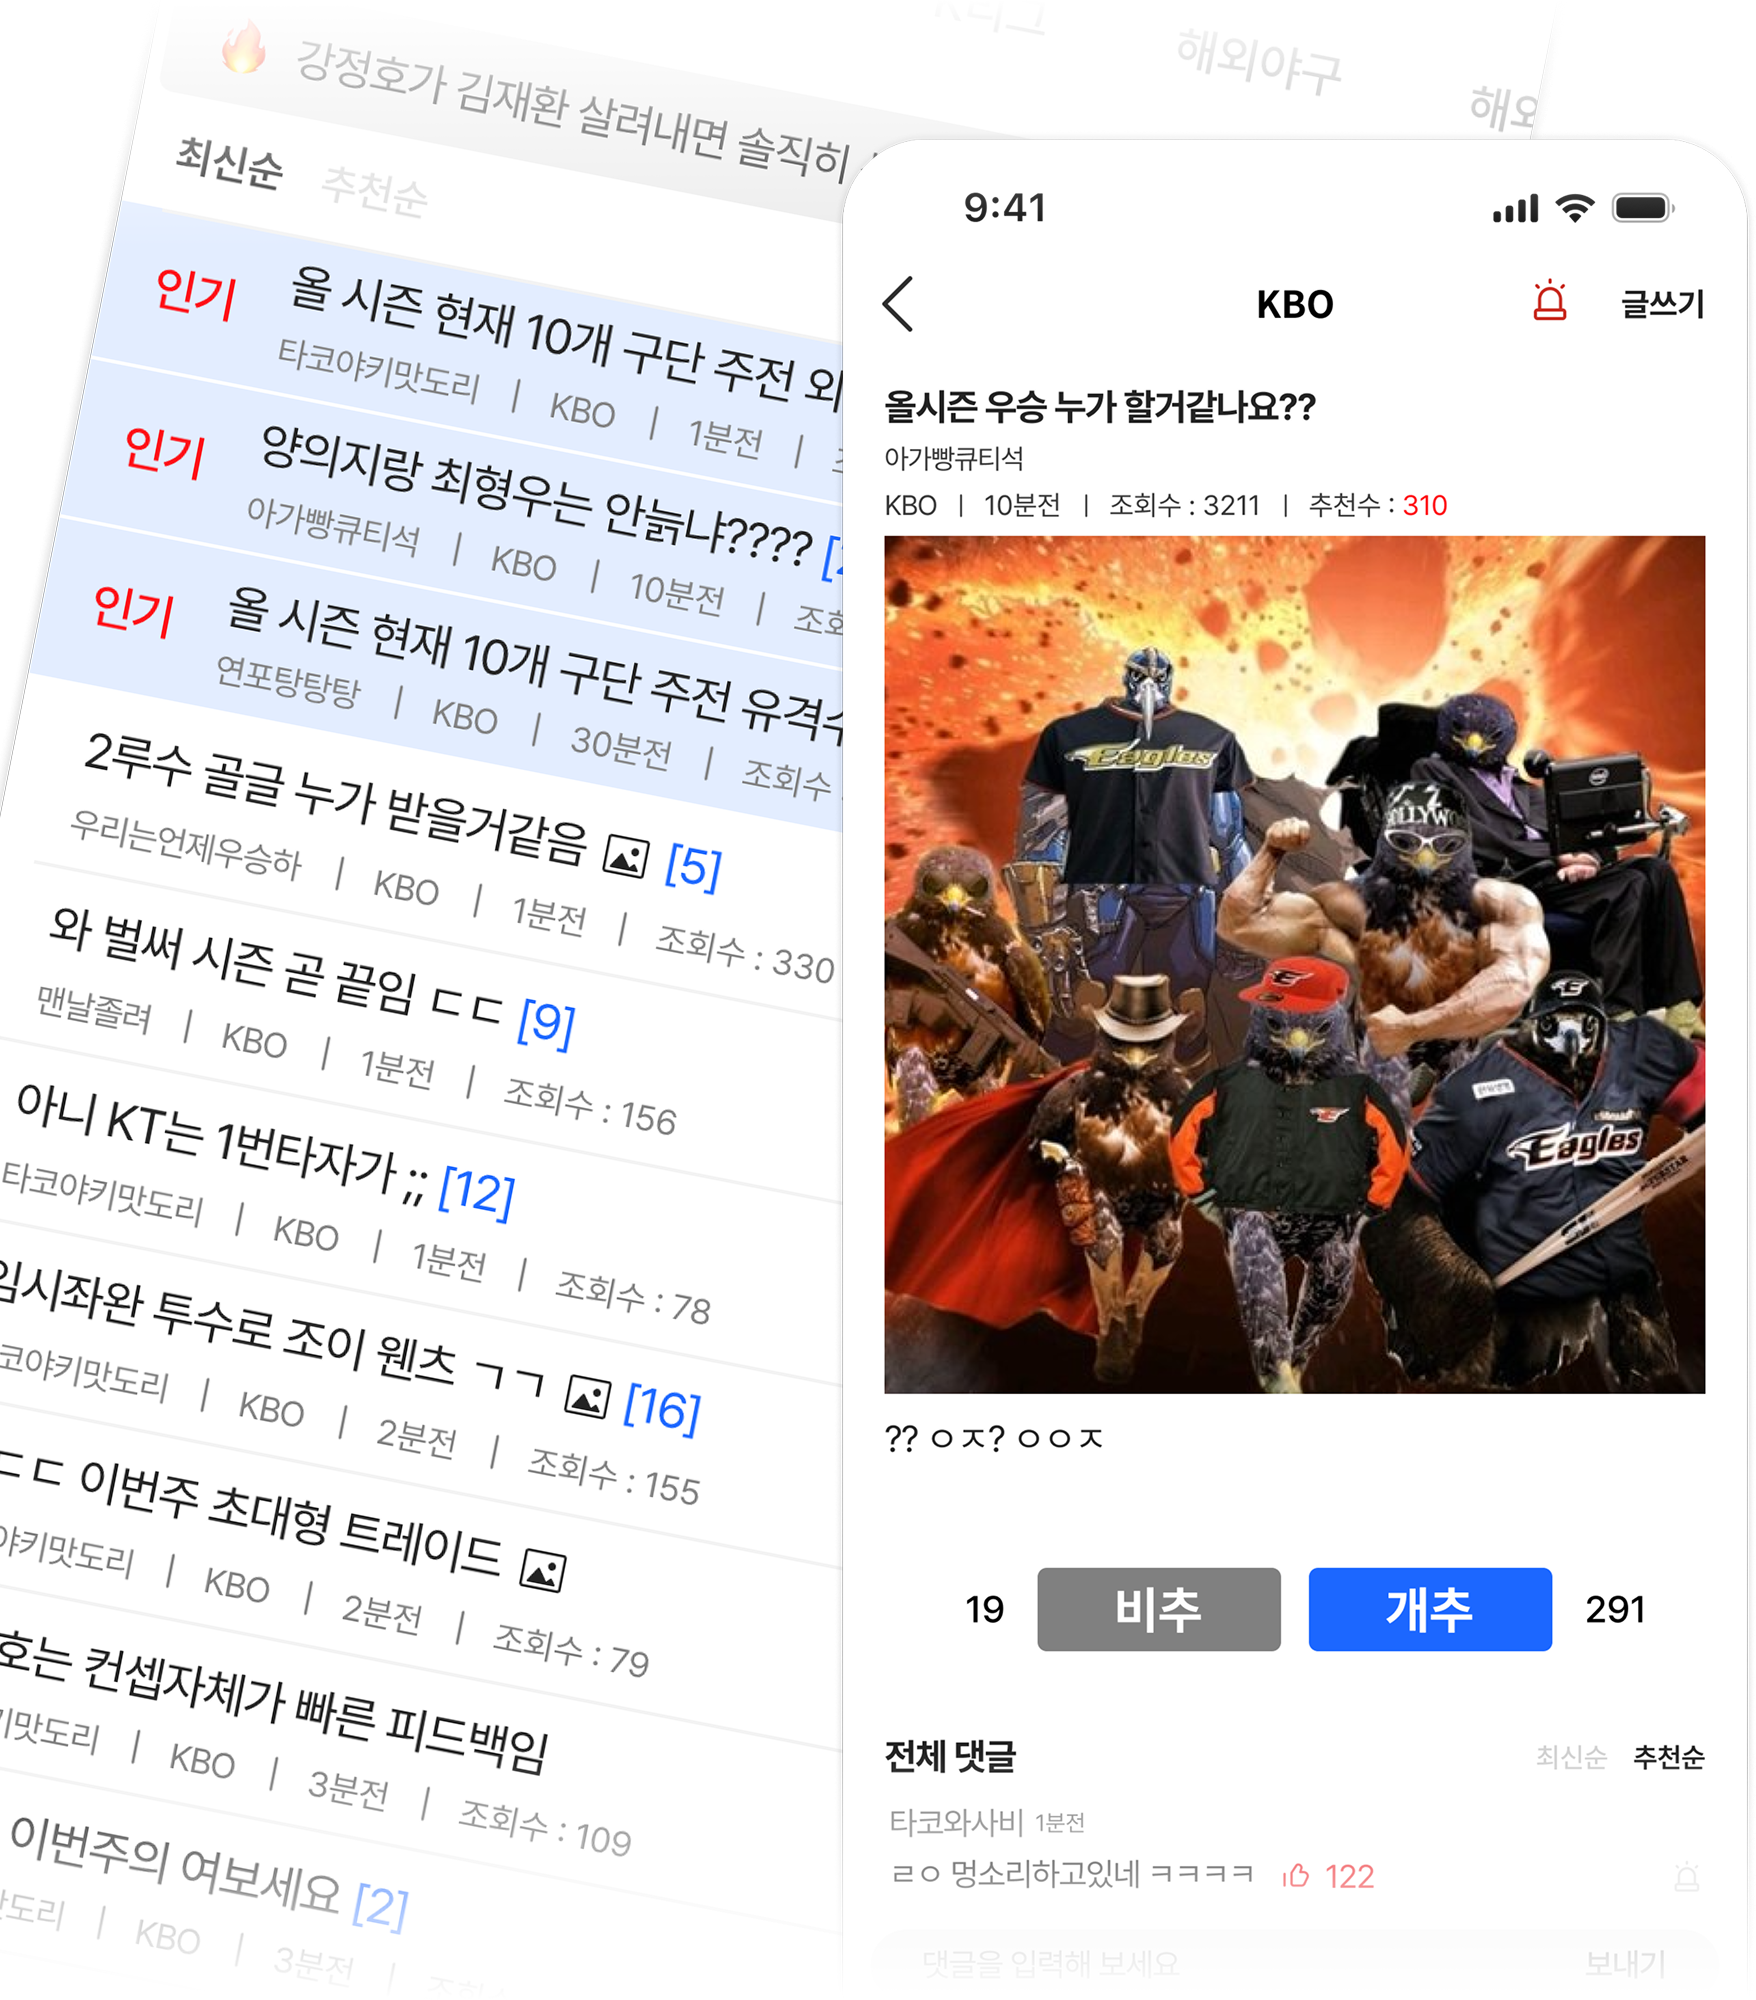 해외야구
🔥 강정호가 김재환 살려내면 솔직히
최신순 추천순
인기 올 시즌 현재 10개 구단 주전 외
타코야키맛도리 | KBO | 1분전 |
인기 양의지랑 최형우는 안늙냐????
아가빵큐티석 | KBO | 10분전 | 조회
인기 올 시즌 현재 10개 구단 주전 유격수
연포탕탕탕 | KBO | 30분전 | 조회수
2루수 골글 누가 받을거같음 [5]
우리는언제우승하 | KBO | 1분전 | 조회수 : 330
와 벌써 시즌 곧 끝임 ㄷㄷ [9]
맨날졸려 | KBO | 1분전 | 조회수 : 156
아니 KT는 1번타자가 ;; [12]
타코야키맛도리 | KBO | 1분전 | 조회수 : 78
임시좌완 투수로 조이 웬츠 ㄱㄱ [16]
코야키맛도리 | KBO | 2분전 | 조회수 : 155
ㄷㄷ 이번주 초대형 트레이드
야키맛도리 | KBO | 2분전 | 조회수 : 79
호는 컨셉자체가 빠른 피드백임
키맛도리 | KBO | 3분전 | 조회수 : 109
이번주의 여보세요 [2]
맛도리 | KBO | 3분전 |
9:41
KBO 글쓰기
올시즌 우승 누가 할거같나요??
아가빵큐티석
KBO | 10분전 | 조회수 : 3211 | 추천수 : 310
Eagles
Eagles
?? ㅇㅈ? ㅇㅇㅈ
19 비추 개추 291
전체 댓글 최신순 추천순
타코와사비 1분전
ㄹㅇ 멍소리하고있네 ㅋㅋㅋㅋ 122
댓글을 입력해 보세요 보내기